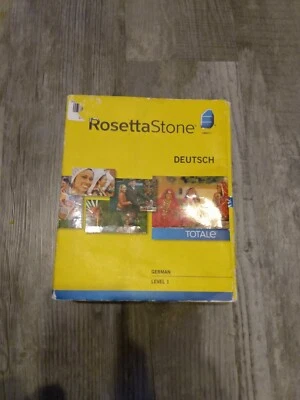 RosettaStone
DEUTSCH
TOTALe
GERMAN
LEVEL 1